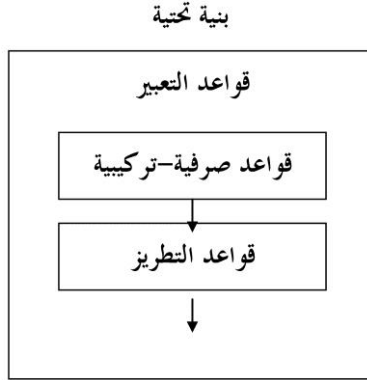 بنية تحتية
قواعد التعبير
قواعد صرفية–تركيبية
قواعد التطريز